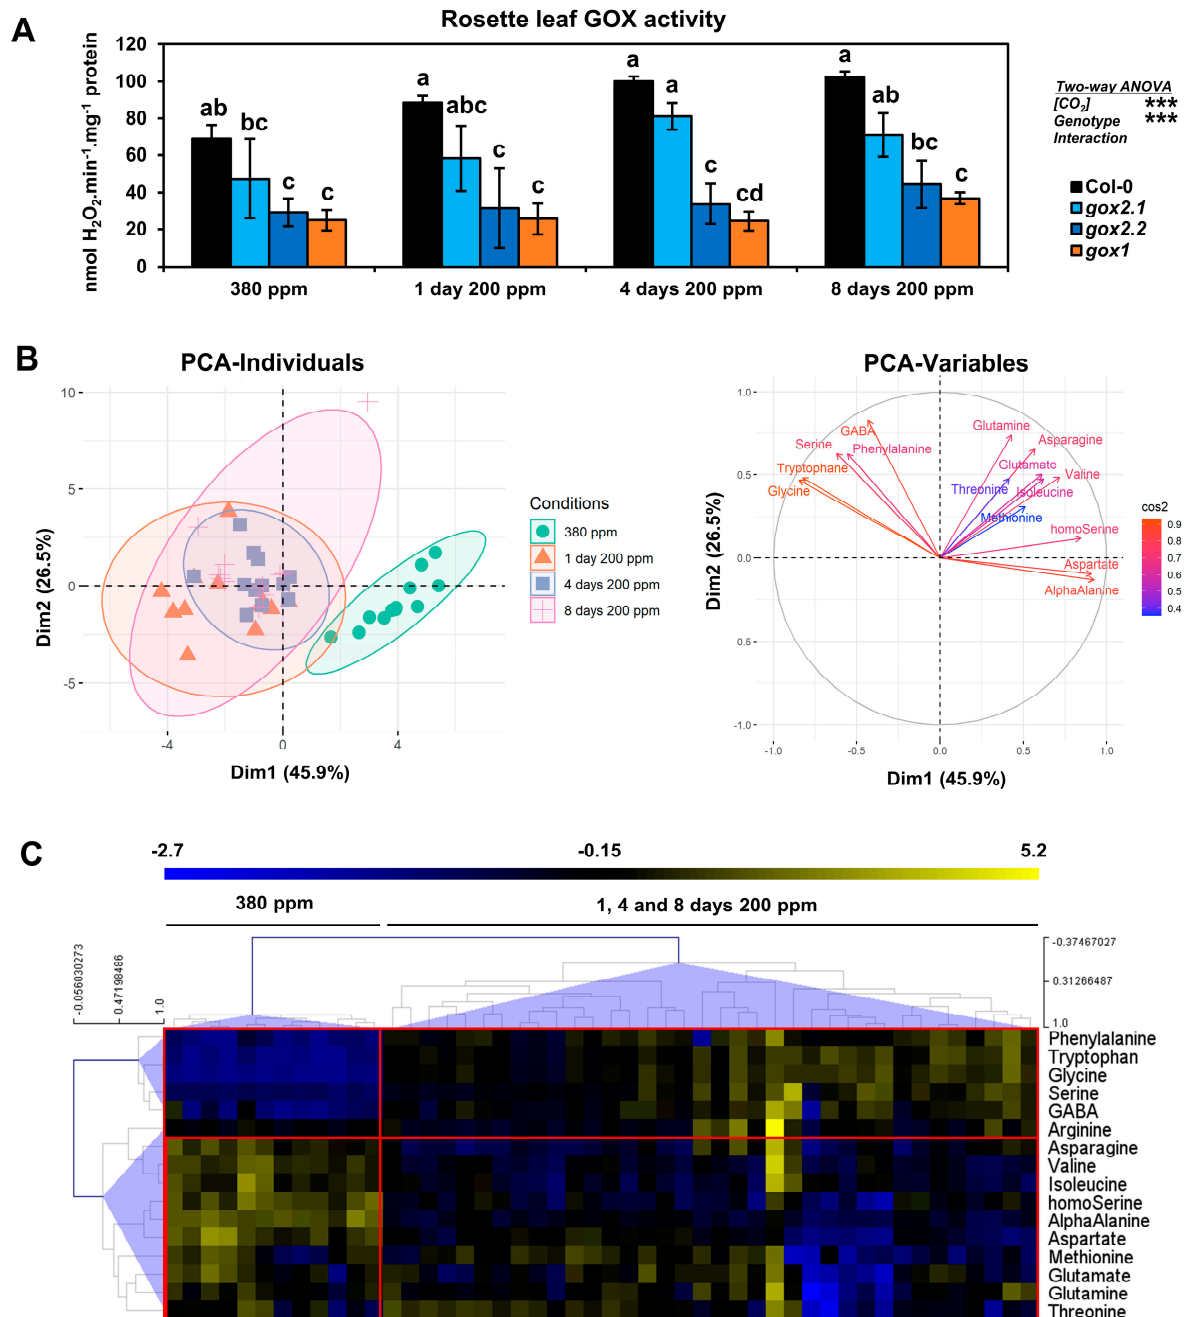 A
Rosette leaf GOX activity
nmol H2O2.min-1.mg-1 protein
120
100
80
60
40
20
0
ab
bc
c
c
a
abc
c
c
a
a
c
cd
a
ab
bc
c
380 ppm
1 day 200 ppm
4 days 200 ppm
8 days 200 ppm
Two-way ANOVA
[CO2] ***
Genotype ***
Interaction
Col-0
gox2.1
gox2.2
gox1
B
PCA-Individuals
Dim2 (26.5%)
10
5
0
-5
-4
0
4
Dim1 (45.9%)
Conditions
380 ppm
1 day 200 ppm
4 days 200 ppm
8 days 200 ppm
PCA-Variables
Dim2 (26.5%)
1.0
0.5
0.0
-0.5
-1.0
GABA
Serine
Phenylalanine
Tryptophane
Glycine
Glutamine
Asparagine
Glutamate
Valine
Threonine
Isoleucine
Methionine
homoSerine
Aspartate
AlphaAlanine
-1.0
-0.5
0.0
0.5
1.0
Dim1 (45.9%)
cos2
0.9
0.8
0.7
0.6
0.5
0.4
C
-2.7
-0.15
5.2
380 ppm
1, 4 and 8 days 200 ppm
-0.056030273
0.47198486
1.0
-0.37467027
0.31266487
1.0
Phenylalanine
Tryptophan
Glycine
Serine
GABA
Arginine
Asparagine
Valine
Isoleucine
homoSerine
AlphaAlanine
Aspartate
Methionine
Glutamate
Glutamine
Threonine